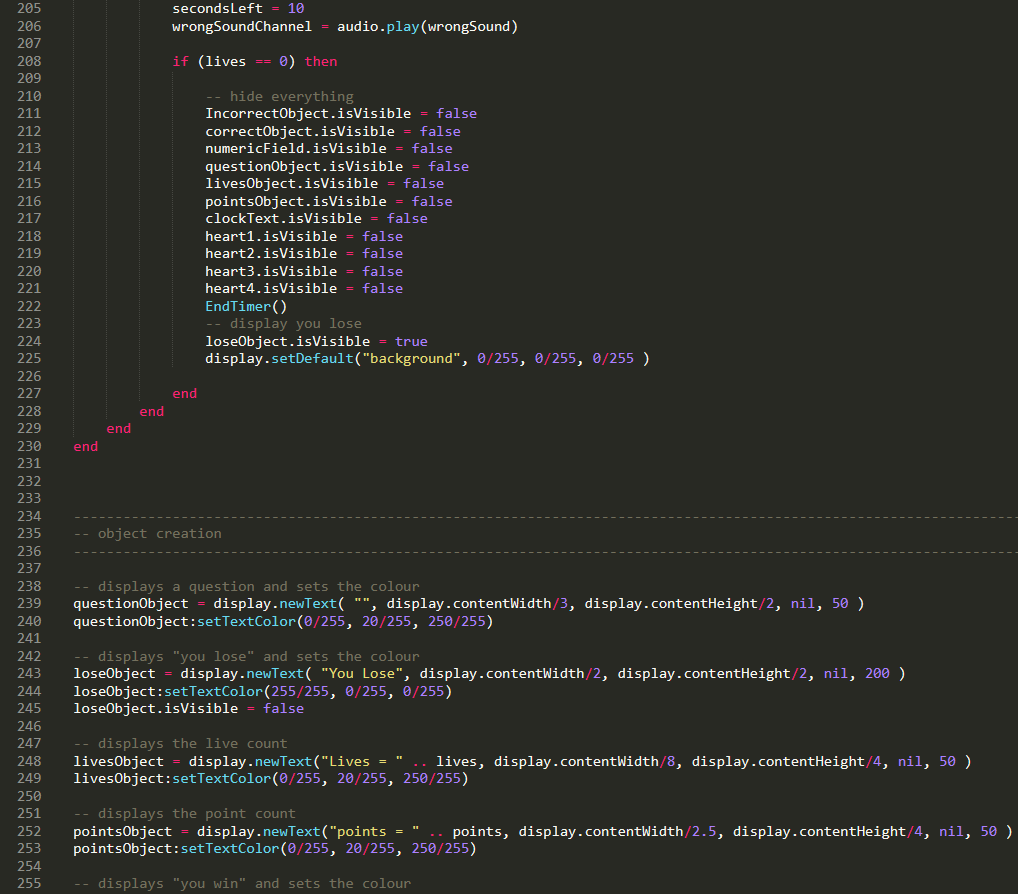 205 secondsLeft = 10
206 wrongSoundChannel = audio.play(wrongSound)
207
208 if (lives == 0) then
209
210 -- hide everything
211 IncorrectObject.isVisible = false
212 correctObject.isVisible = false
213 numericField.isVisible = false
214 questionObject.isVisible = false
215 livesObject.isVisible = false
216 pointsObject.isVisible = false
217 clockText.isVisible = false
218 heart1.isVisible = false
219 heart2.isVisible = false
220 heart3.isVisible = false
221 heart4.isVisible = false
222 EndTimer()
223 -- display you lose
224 loseObject.isVisible = true
225 display.setDefault("background", 0/255, 0/255, 0/255 )
226
227 end
228 end
229 end
230 end
231
232
233
234 ------------------------------------------------------------------------------------------------------------------
235 -- object creation
236 ------------------------------------------------------------------------------------------------------------------
237
238 -- displays a question and sets the colour
239 questionObject = display.newText( "", display.contentWidth/3, display.contentHeight/2, nil, 50 )
240 questionObject:setTextColor(0/255, 20/255, 250/255)
241
242 -- displays "you lose" and sets the colour
243 loseObject = display.newText( "You Lose", display.contentWidth/2, display.contentHeight/2, nil, 200 )
244 loseObject:setTextColor(255/255, 0/255, 0/255)
245 loseObject.isVisible = false
246
247 -- displays the live count
248 livesObject = display.newText("Lives = " .. lives, display.contentWidth/8, display.contentHeight/4, nil, 50 )
249 livesObject:setTextColor(0/255, 20/255, 250/255)
250
251 -- displays the point count
252 pointsObject = display.newText("points = " .. points, display.contentWidth/2.5, display.contentHeight/4, nil, 50 )
253 pointsObject:setTextColor(0/255, 20/255, 250/255)
254
255 -- displays "you win" and sets the colour